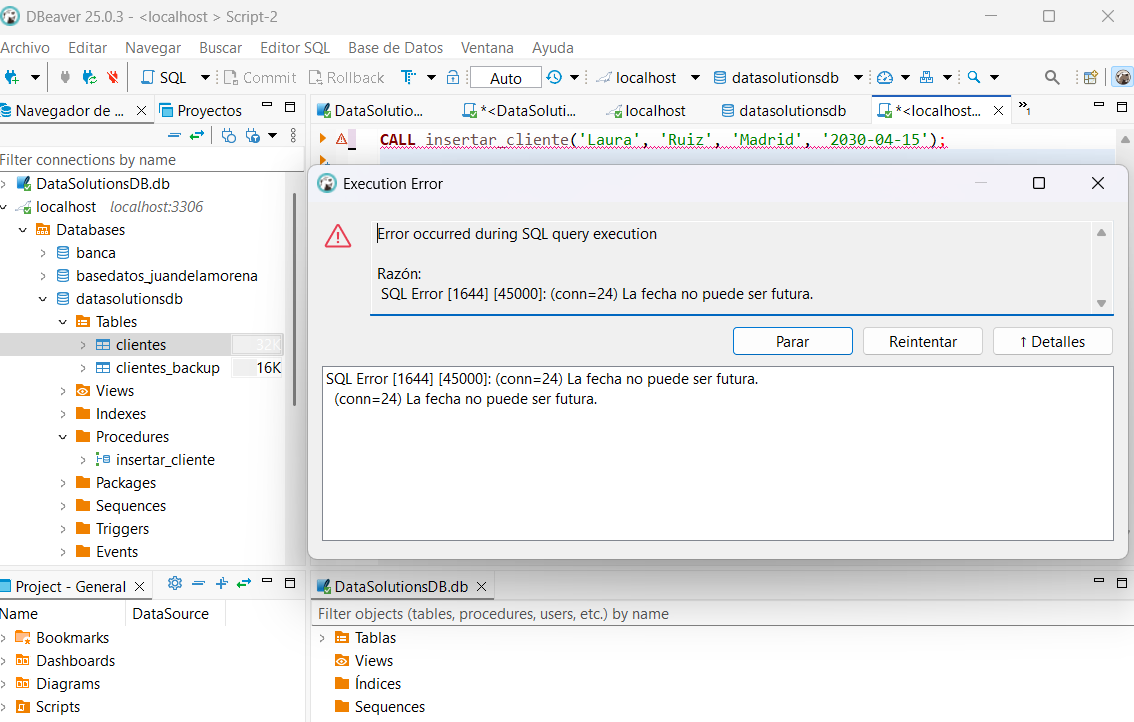 DBeaver 25.0.3 - <localhost > Script-2
Archivo Editar Navegar Buscar Editor SQL Base de Datos Ventana Ayuda
SQL Commit Rollback T Auto localhost datasolutionsdb
Navegador de ... Proyectos
DataSolutio... *<DataSoluti... localhost datasolutionsdb *<localhost... »1
Filter connections by name
CALL insertar_cliente('Laura', 'Ruiz', 'Madrid', '2030-04-15');
DataSolutionsDB.db
localhost localhost:3306
Databases
banca
basedatos_juandelamorena
datasolutionsdb
Tables
clientes 32K
clientes_backup 16K
Views
Indexes
Procedures
insertar_cliente
Packages
Sequences
Triggers
Events
Execution Error
Error occurred during SQL query execution
Razón:
SQL Error [1644] [45000]: (conn=24) La fecha no puede ser futura.
Parar Reintentar ↑ Detalles
SQL Error [1644] [45000]: (conn=24) La fecha no puede ser futura.
(conn=24) La fecha no puede ser futura.
Project - General
Name DataSource
Bookmarks
Dashboards
Diagrams
Scripts
DataSolutionsDB.db
Filter objects (tables, procedures, users, etc.) by name
Tablas
Views
Índices
Sequences